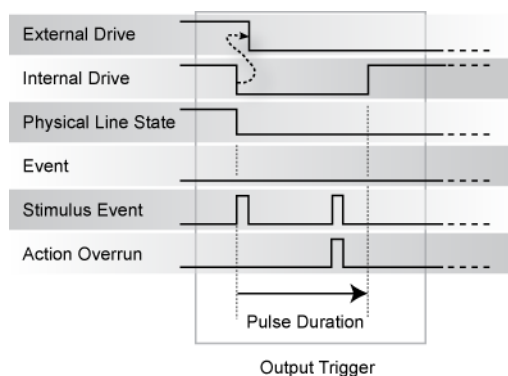 External Drive
Internal Drive
Physical Line State
Event
Stimulus Event
Action Overrun
Pulse Duration
Output Trigger